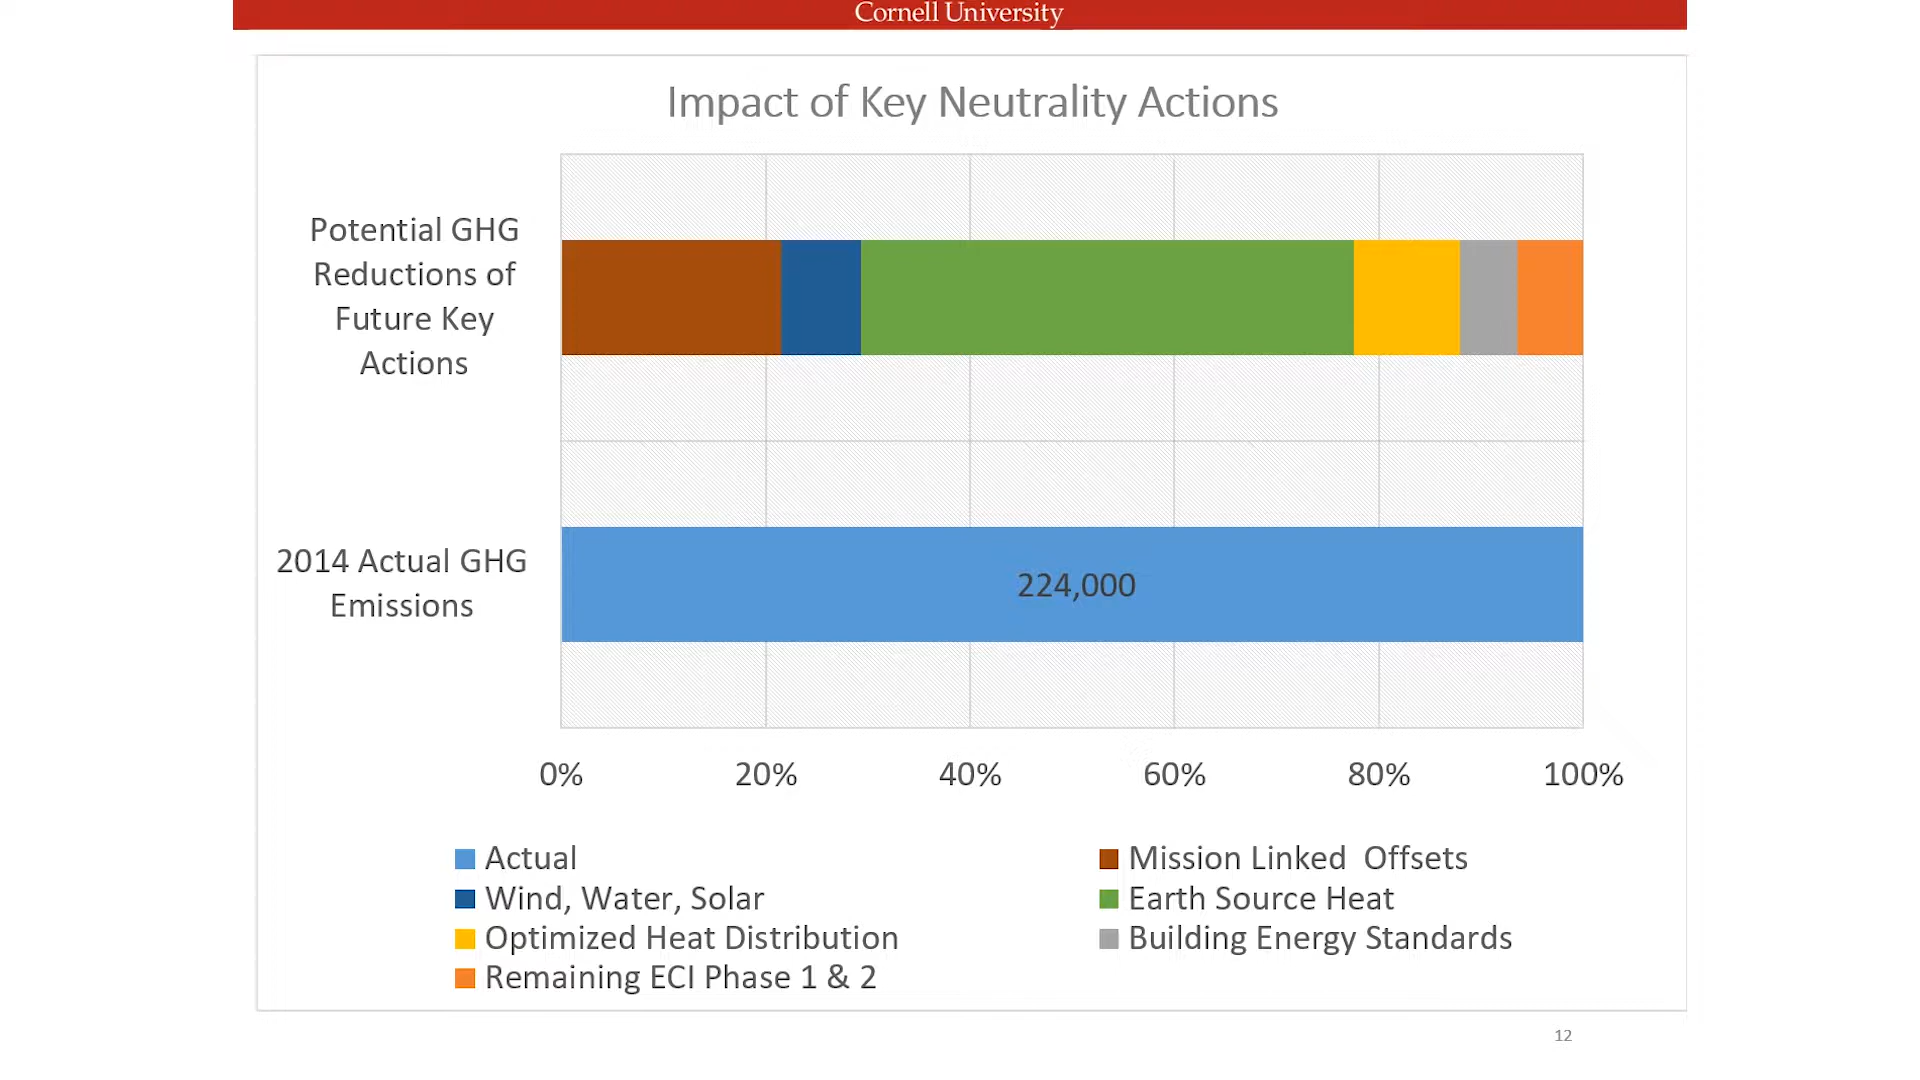 Cornell University
Impact of Key Neutrality Actions
Potential GHG
Reductions of
Future Key
Actions
2014 Actual GHG
Emissions
224,000
0% 20% 40% 60% 80% 100%
Actual
Mission Linked Offsets
Wind, Water, Solar
Earth Source Heat
Optimized Heat Distribution
Building Energy Standards
Remaining ECI Phase 1 & 2
12